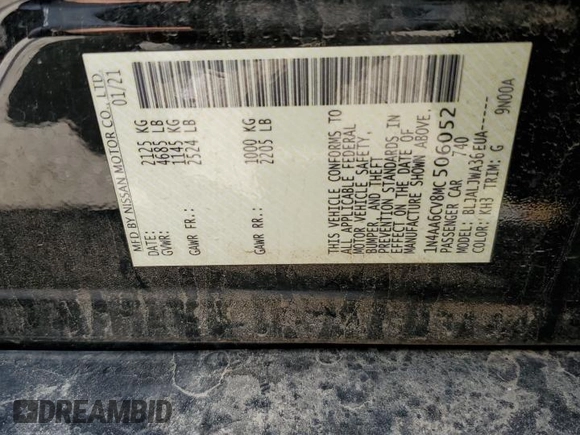 MFD BY NISSAN MOTOR CO., LTD.
DATE: 01/21
GVWR: 2125 KG
4685 LB
GAWR FR.: 1145 KG
2524 LB
GAWR RR.: 1000 KG
2205 LB
THIS VEHICLE CONFORMS TO
ALL APPLICABLE FEDERAL
MOTOR VEHICLE SAFETY,
BUMPER, AND THEFT
PREVENTION STANDARDS IN
EFFECT ON THE DATE OF
MANUFACTURE SHOWN ABOVE.
1N4AA6CV8MC506052
PASSENGER CAR 740
MODEL: BLJALJWA36EUA-----
COLOR: KH3 TRIM: G 9N00A
DREAMBID